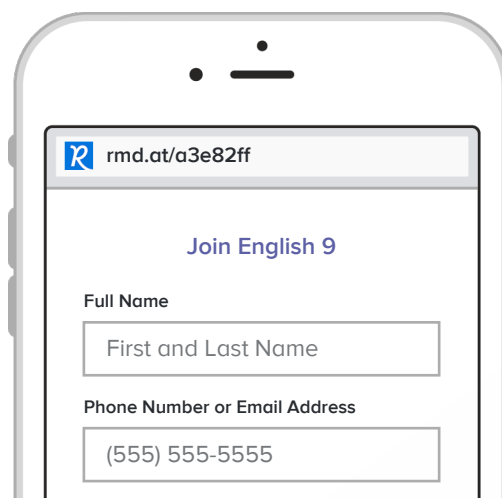 rmd.at/a3e82ff
Join English 9
Full Name
First and Last Name
Phone Number or Email Address
(555) 555-5555